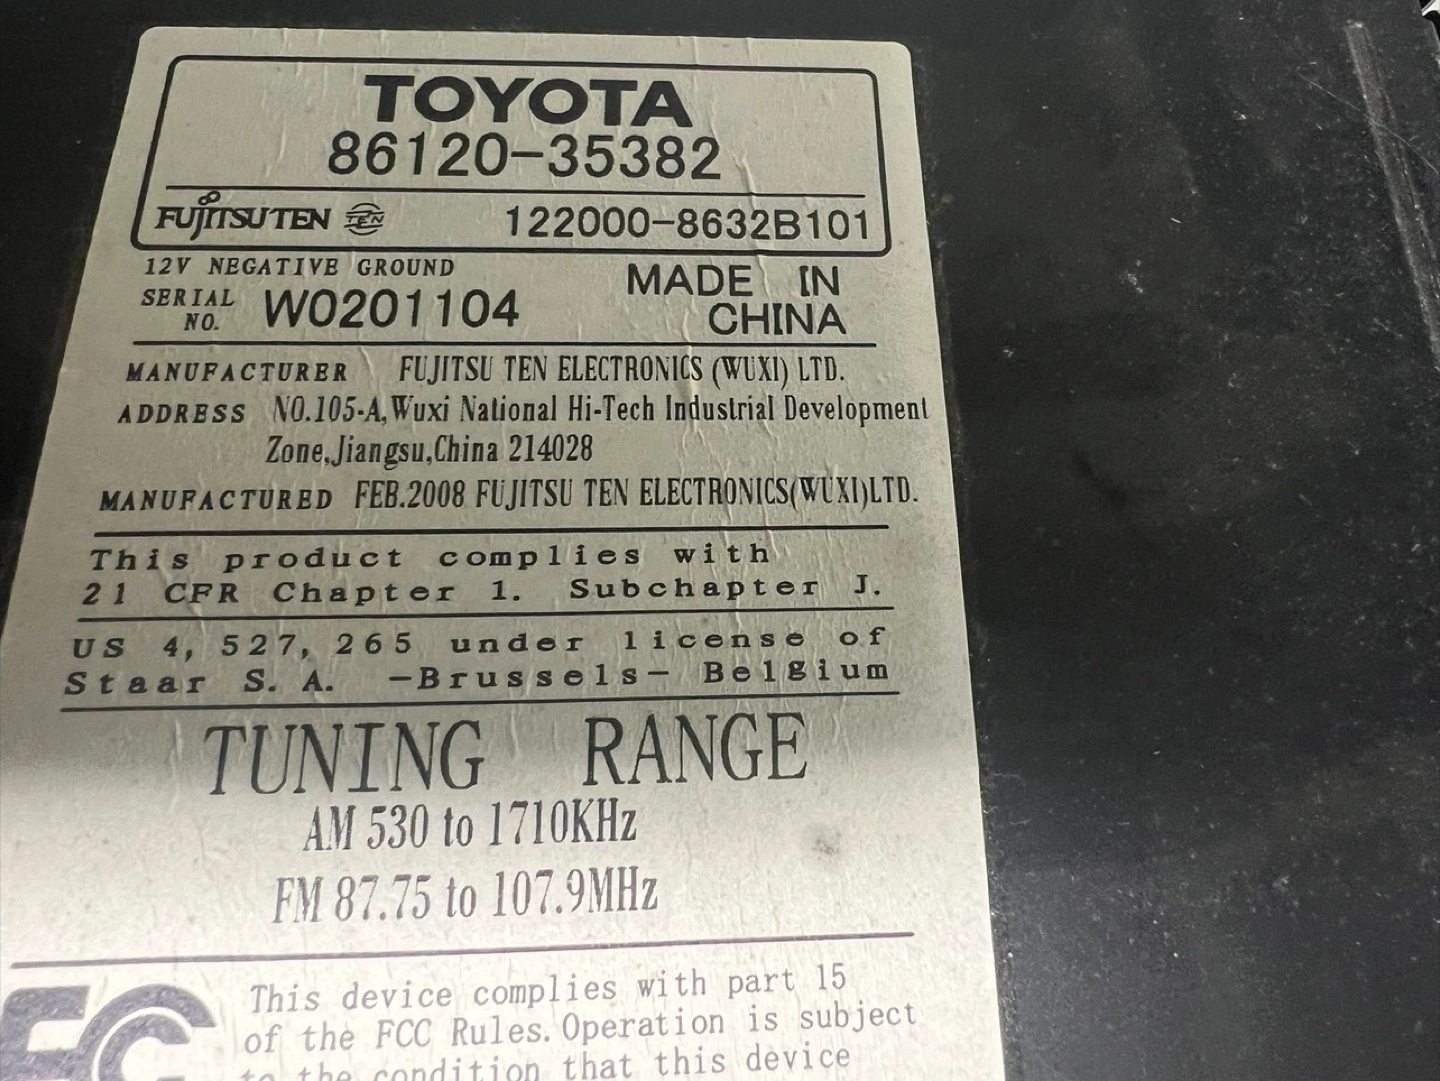 TOYOTA
86120-35382
FUJITSU TEN TEN 122000-8632B101
12V NEGATIVE GROUND
SERIAL NO. W0201104
MADE IN
CHINA
MANUFACTURER FUJITSU TEN ELECTRONICS (WUXI) LTD.
ADDRESS NO.105-A,Wuxi National Hi-Tech Industrial Development
Zone,Jiangsu,China 214028
MANUFACTURED FEB.2008 FUJITSU TEN ELECTRONICS(WUXI)LTD.
This product complies with
21 CFR Chapter 1. Subchapter J.
US 4,527,265 under license of
Staar S.A. -Brussels- Belgium
TUNING RANGE
AM 530 to 1710KHz
FM 87.75 to 107.9MHz
FC This device complies with part 15
of the FCC Rules.Operation is subject
to the condition that this device